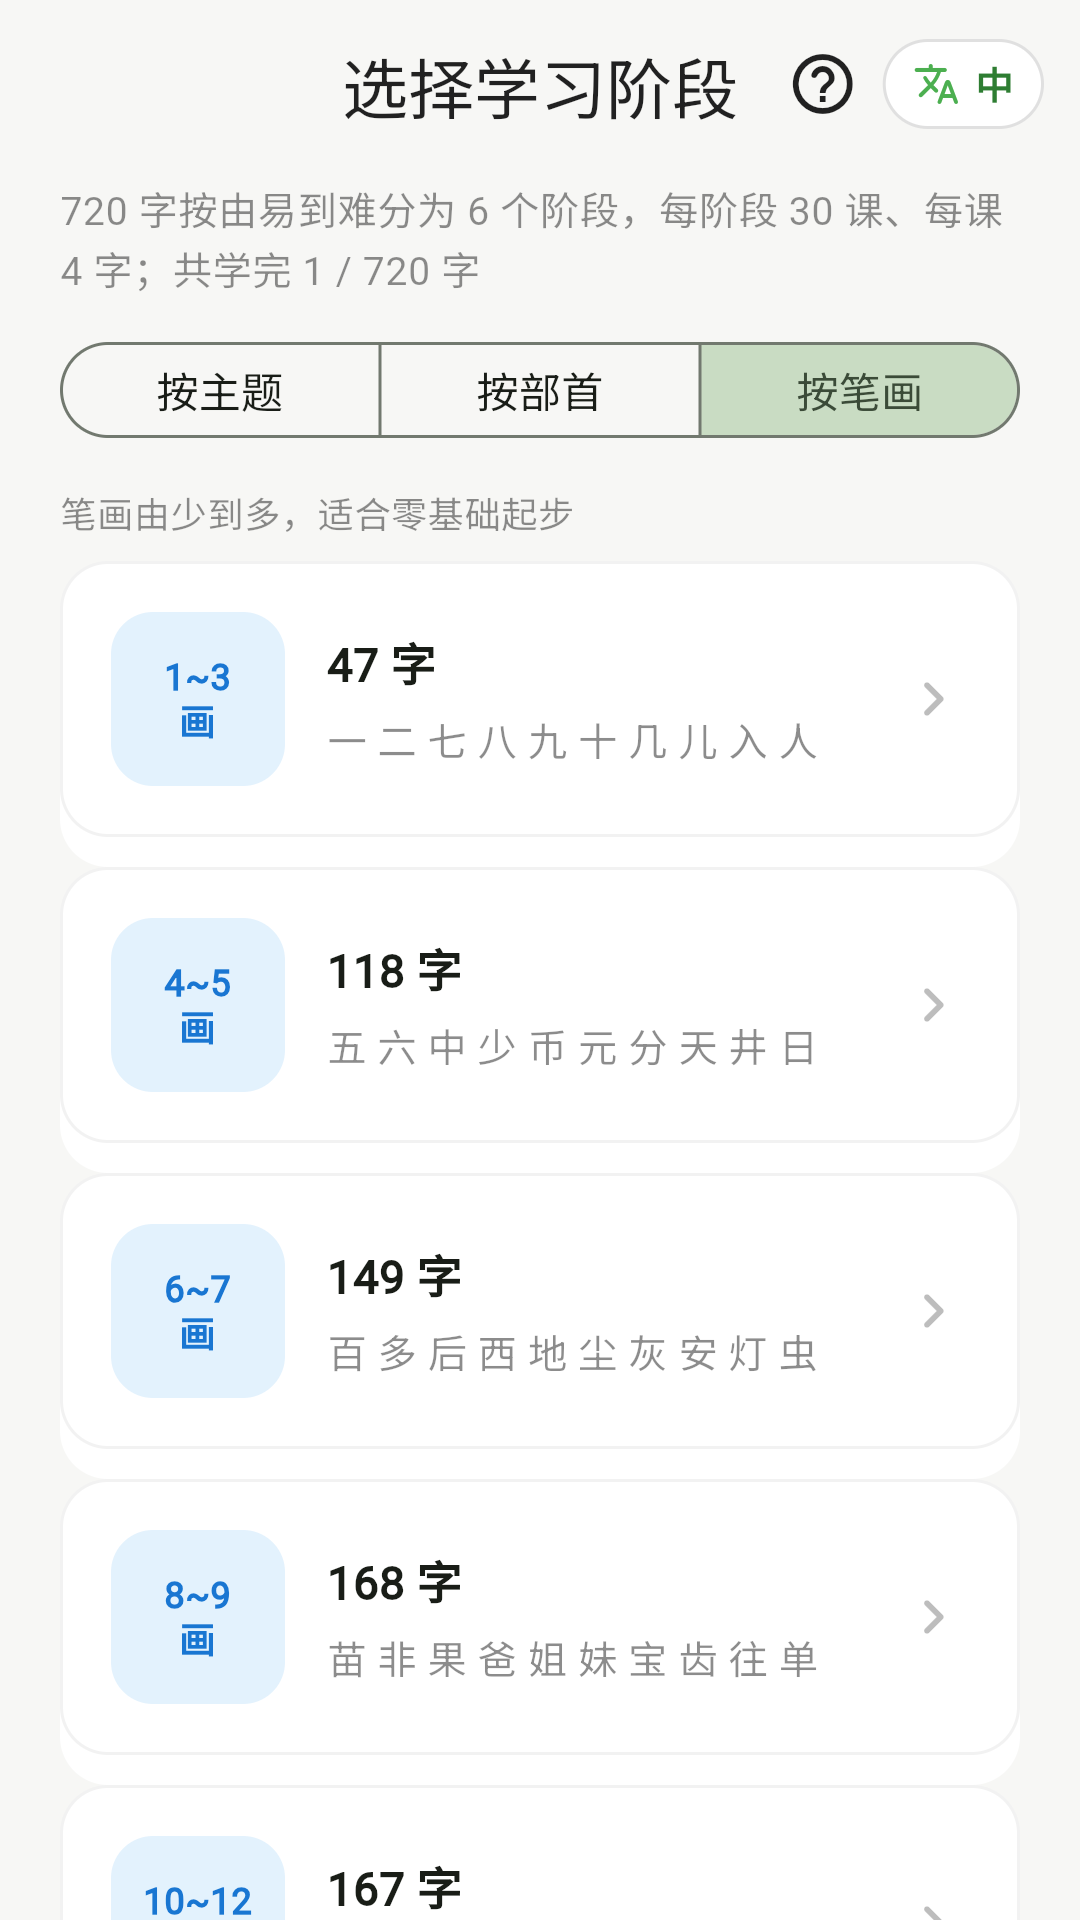 选择学习阶段
中
720 字按由易到难分为 6 个阶段，每阶段 30 课、每课
4 字；共学完 1 / 720 字
按主题
按部首
按笔画
笔画由少到多，适合零基础起步
1~3
画
47 字
一 二 七 八 九 十 几 儿 入 人
4~5
画
118 字
五 六 中 少 币 元 分 天 井 日
6~7
画
149 字
百 多 后 西 地 尘 灰 安 灯 虫
8~9
画
168 字
苗 非 果 爸 姐 妹 宝 齿 往 单
10~12
167 字